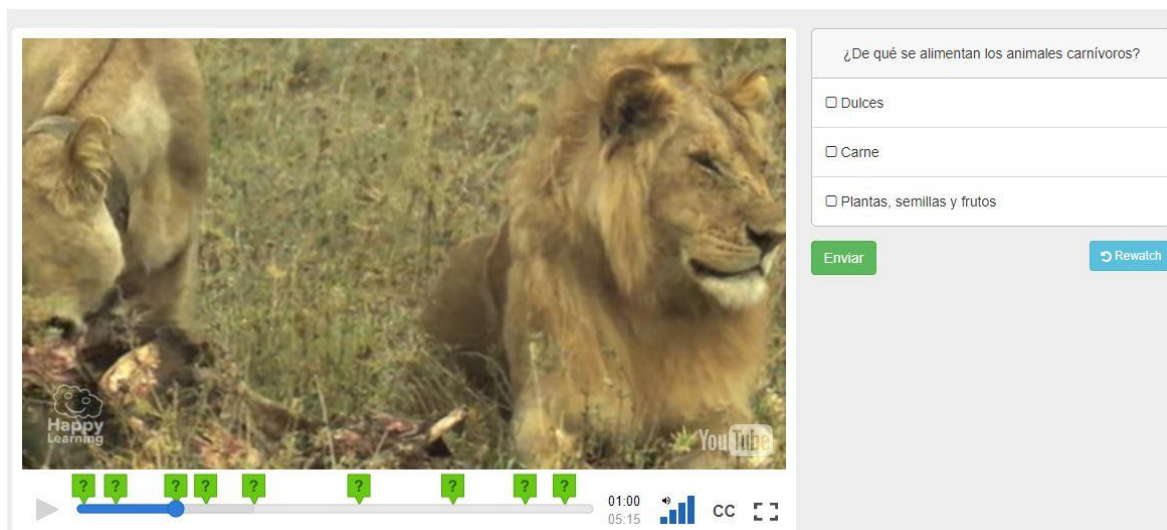 ¿De qué se alimentan los animales carnívoros?
Dulces
Carne
Plantas, semillas y frutos
Enviar
Rewatch
Happy
Learning
YouTube
? ? ? ? ? ? ? ? ?
01:00
05:15
CC